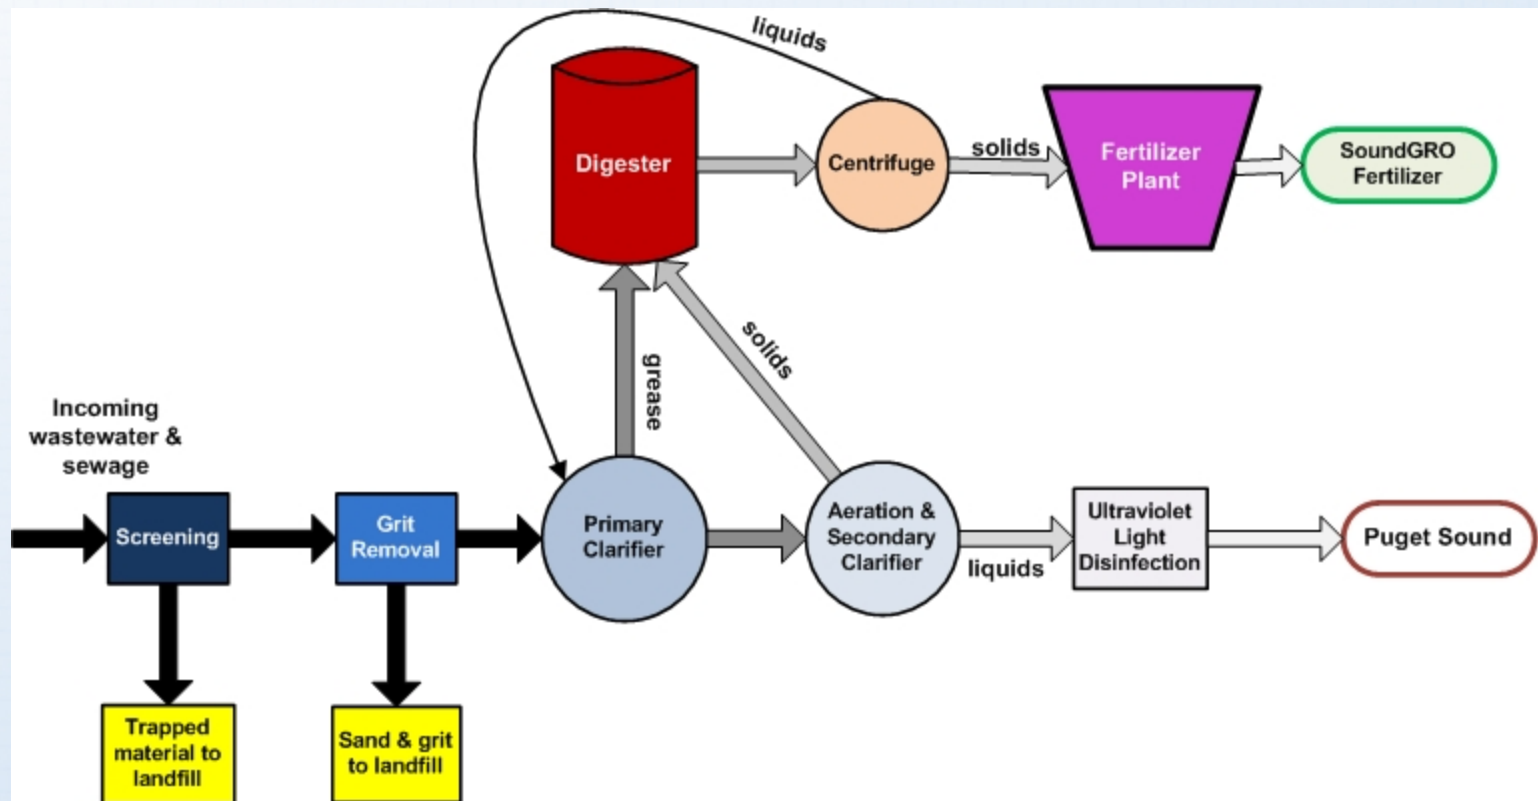 liquids
Digester
Centrifuge
solids
Fertilizer
Plant
SoundGRO
Fertilizer
grease
solids
Incoming
wastewater &
sewage
Screening
Grit
Removal
Primary
Clarifier
Aeration &
Secondary
Clarifier
liquids
Ultraviolet
Light
Disinfection
Puget Sound
Trapped
material to
landfill
Sand & grit
to landfill